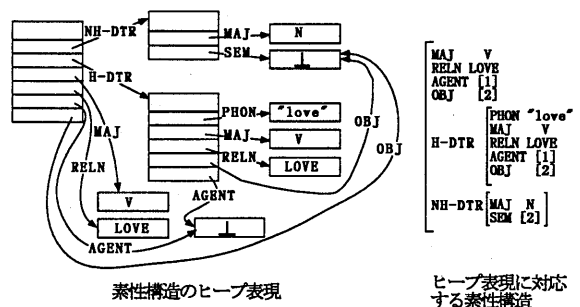 NH-DTR
MAJ
N
SEM
⊥
H-DTR
PHON
"love"
MAJ
V
RELN
LOVE
OBJ
OBJ
MAJ
RELN
AGENT
V
LOVE
AGENT
⊥
素性構造のヒープ表現
MAJ V
RELN LOVE
AGENT [1]
OBJ [2]
PHON "love"
MAJ V
H-DTR RELN LOVE
AGENT [1]
OBJ [2]
NH-DTR MAJ N
SEM [2]
ヒープ表現に対応
する素性構造